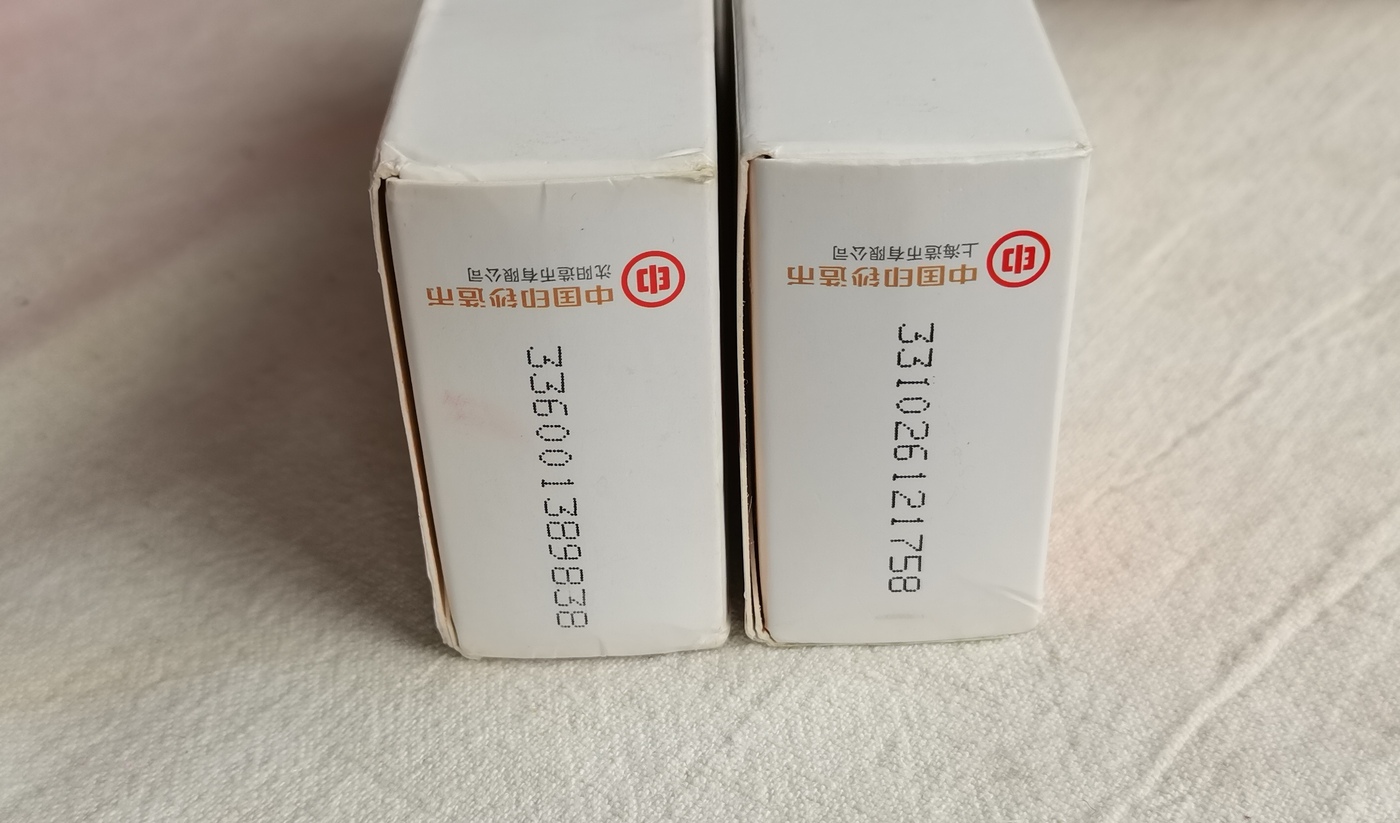 印
中国印钞造币
沈阳造币有限公司
336001389838
印
中国印钞造币
上海造币有限公司
331026121758